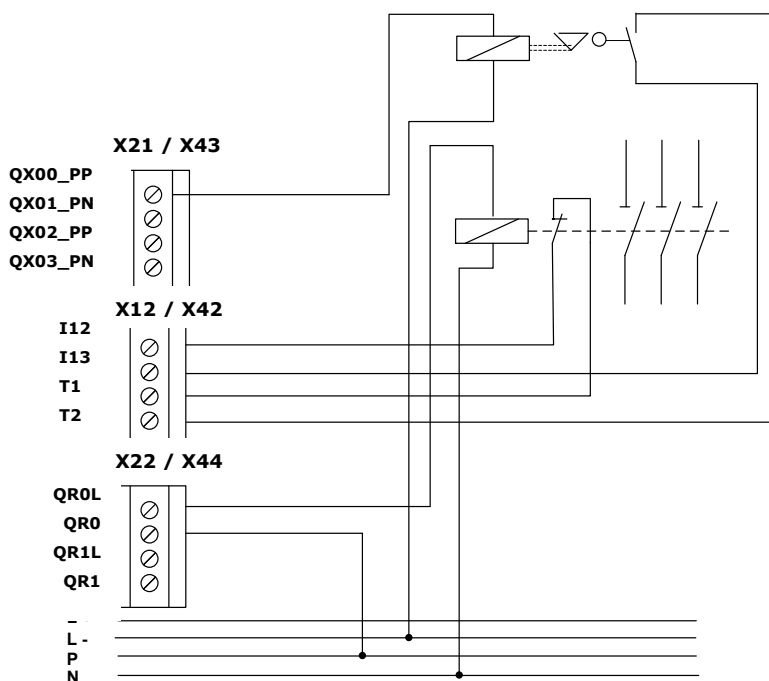 X21 / X43
QX00_PP
QX01_PN
QX02_PP
QX03_PN
X12 / X42
I12
I13
T1
T2
X22 / X44
QR0L
QR0
QR1L
QR1
L -
P
N